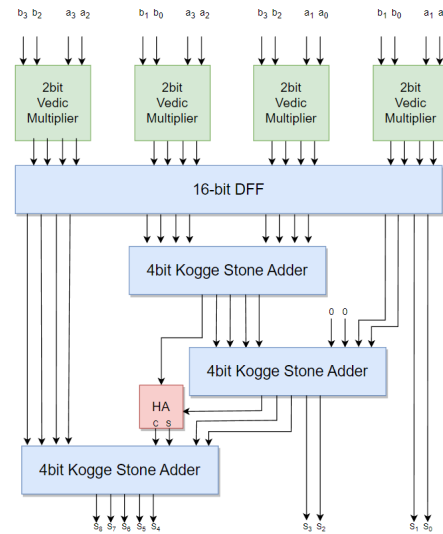 b3 b2 a3 a2 b1 b0 a3 a2 b3 b2 a1 a0 b1 b0 a1 a
2bit Vedic Multiplier
2bit Vedic Multiplier
2bit Vedic Multiplier
2bit Vedic Multiplier
16-bit DFF
4bit Kogge Stone Adder
0 0
4bit Kogge Stone Adder
HA
C S
4bit Kogge Stone Adder
S8 S7 S6 S5 S4 S3 S2 S1 S0